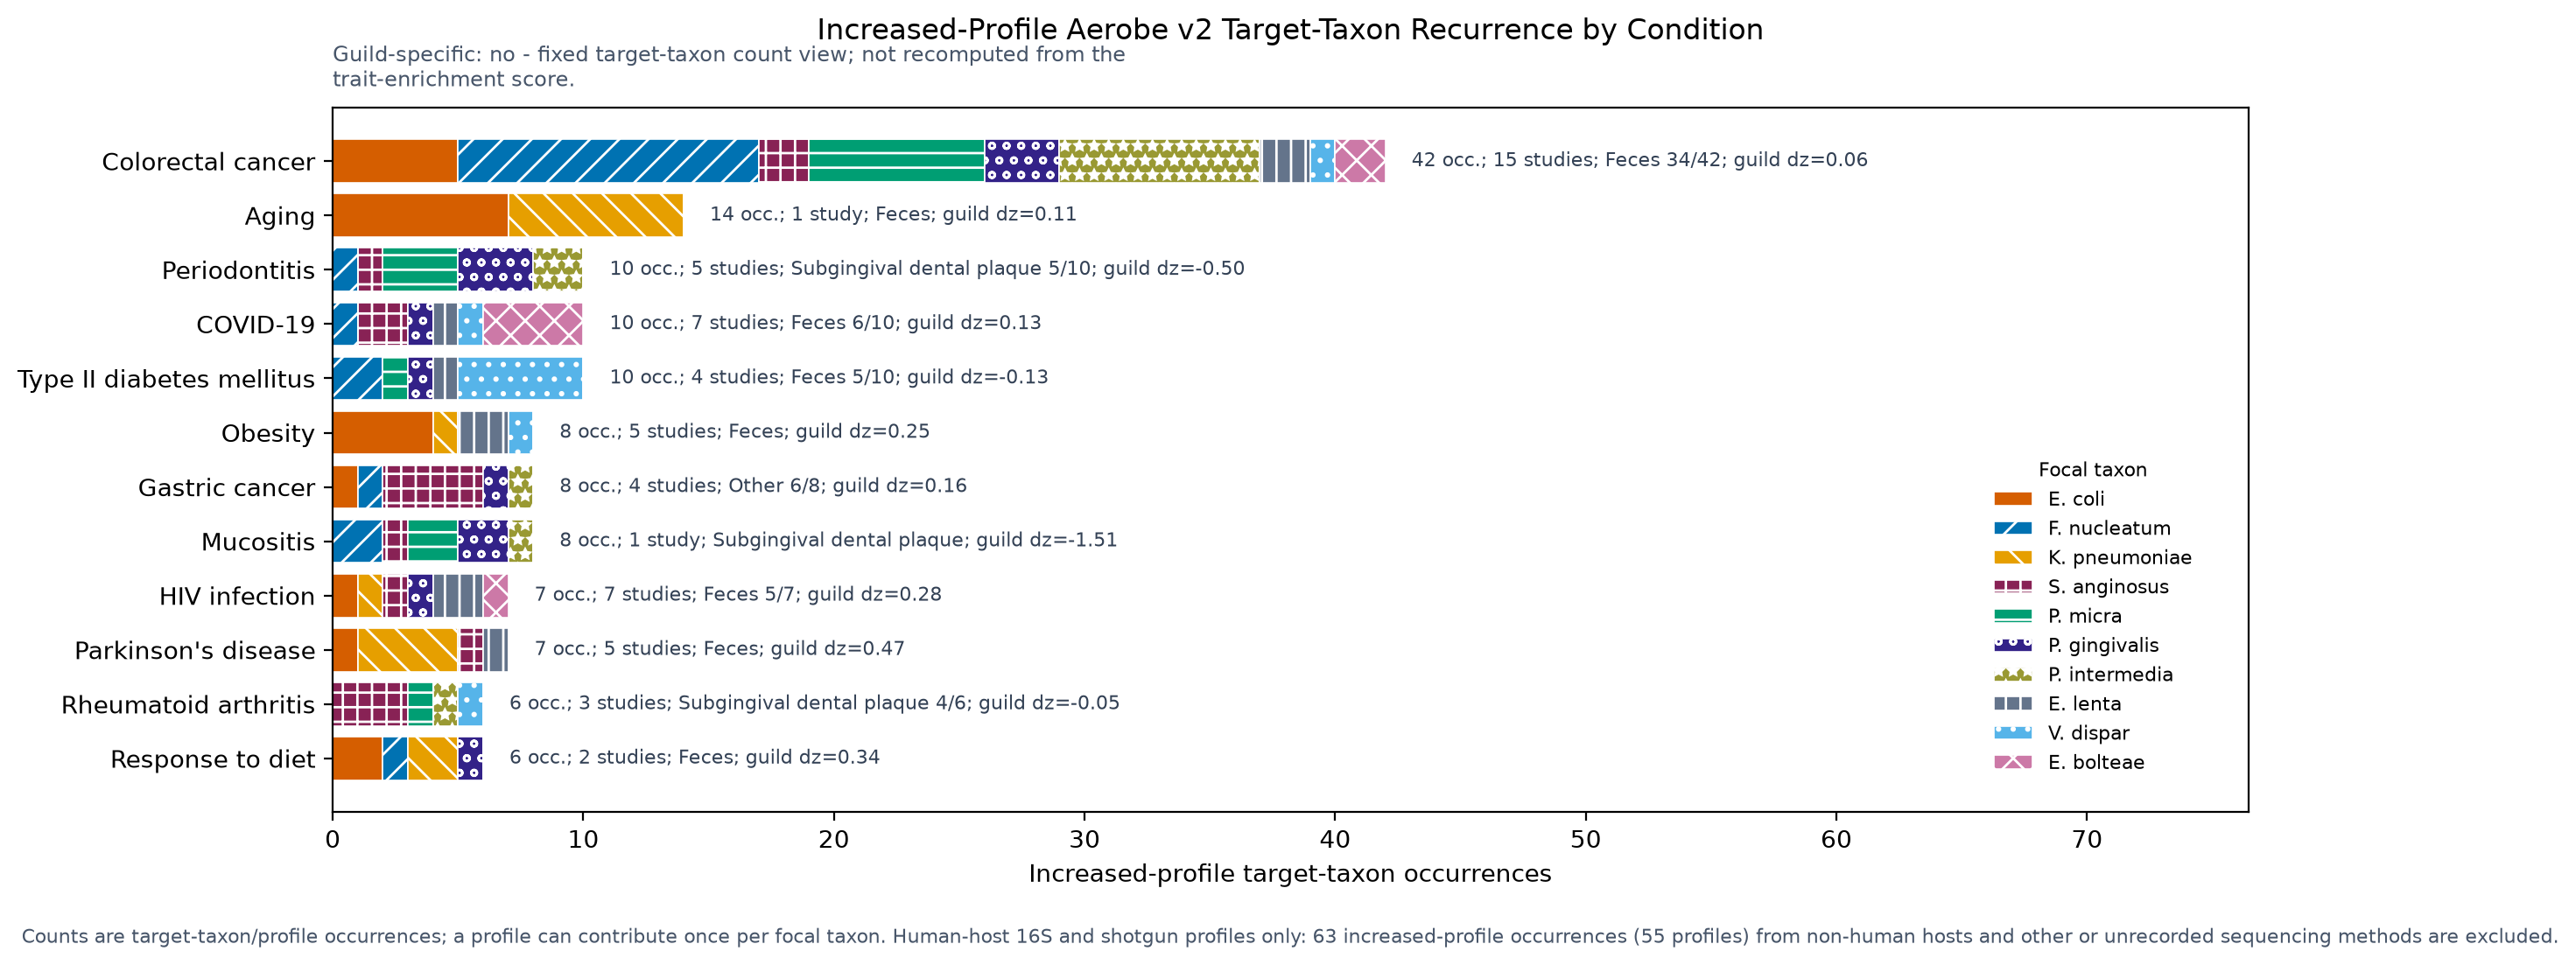 Increased-Profile Aerobe v2 Target-Taxon Recurrence by Condition
Guild-specific: no - fixed target-taxon count view; not recomputed from the
trait-enrichment score.
Colorectal cancer
42 occ.; 15 studies; Feces 34/42; guild dz=0.06
Aging
14 occ.; 1 study; Feces; guild dz=0.11
Periodontitis
10 occ.; 5 studies; Subgingival dental plaque 5/10; guild dz=-0.50
COVID-19
10 occ.; 7 studies; Feces 6/10; guild dz=0.13
Type II diabetes mellitus
10 occ.; 4 studies; Feces 5/10; guild dz=-0.13
Obesity
8 occ.; 5 studies; Feces; guild dz=0.25
Gastric cancer
8 occ.; 4 studies; Other 6/8; guild dz=0.16
Mucositis
8 occ.; 1 study; Subgingival dental plaque; guild dz=-1.51
HIV infection
7 occ.; 7 studies; Feces 5/7; guild dz=0.28
Parkinson's disease
7 occ.; 5 studies; Feces; guild dz=0.47
Rheumatoid arthritis
6 occ.; 3 studies; Subgingival dental plaque 4/6; guild dz=-0.05
Response to diet
6 occ.; 2 studies; Feces; guild dz=0.34
Focal taxon
E. coli
F. nucleatum
K. pneumoniae
S. anginosus
P. micra
P. gingivalis
P. intermedia
E. lenta
V. dispar
E. bolteae
0 10 20 30 40 50 60 70
Increased-profile target-taxon occurrences
Counts are target-taxon/profile occurrences; a profile can contribute once per focal taxon. Human-host 16S and shotgun profiles only: 63 increased-profile occurrences (55 profiles) from non-human hosts and other or unrecorded sequencing methods are excluded.